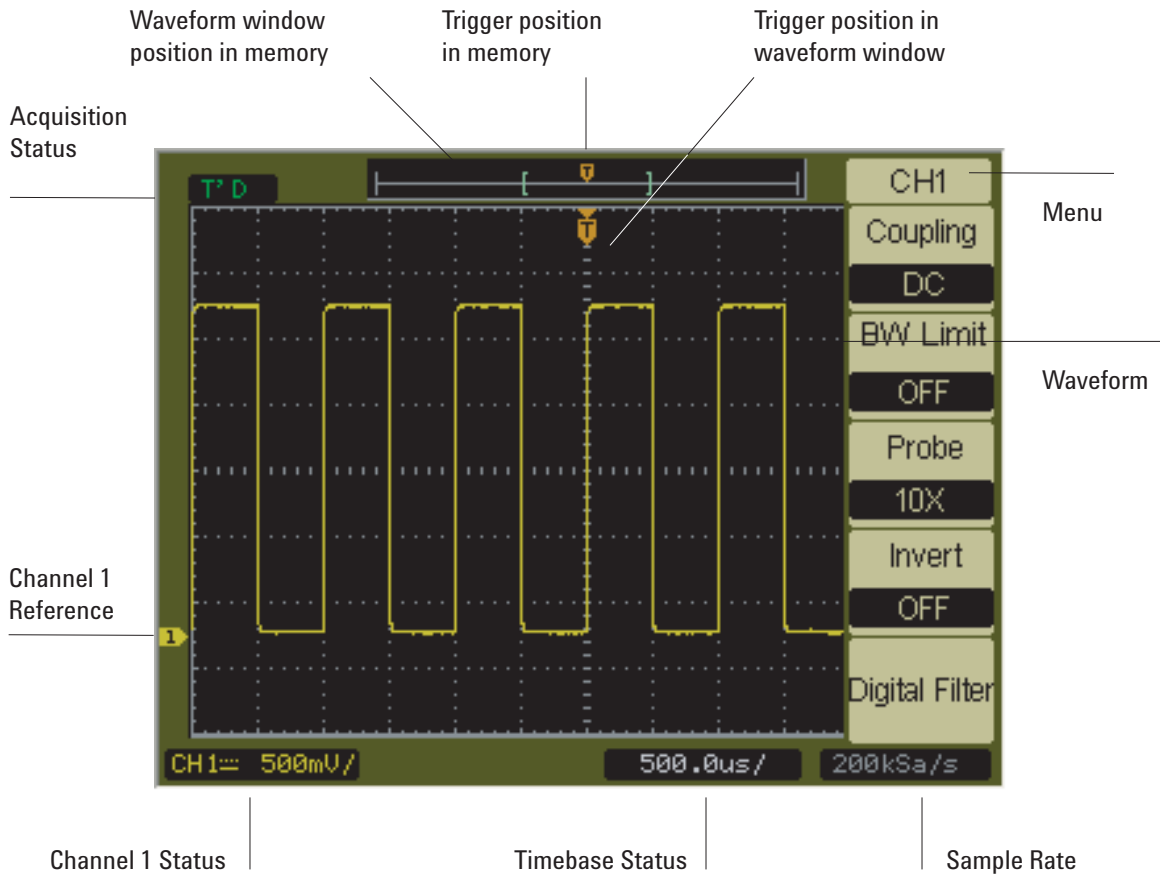 Waveform window
position in memory
Trigger position
in memory
Trigger position in
waveform window
Acquisition
Status
T' D
T
CH1
Menu
T
Coupling
DC
BW Limit
Waveform
OFF
Probe
10X
Invert
Channel 1
Reference
OFF
1
Digital Filter
CH1 500mV/
500.0us/
200kSa/s
Channel 1 Status
Timebase Status
Sample Rate